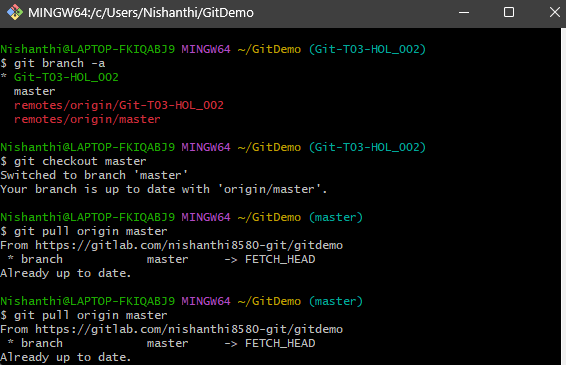 MINGW64:/c/Users/Nishanthi/GitDemo
Nishanthi@LAPTOP-FKIQABJ9 MINGW64 ~/GitDemo (Git-T03-HOL_002)
$ git branch -a
* Git-T03-HOL_002
  master
  remotes/origin/Git-T03-HOL_002
  remotes/origin/master
Nishanthi@LAPTOP-FKIQABJ9 MINGW64 ~/GitDemo (Git-T03-HOL_002)
$ git checkout master
Switched to branch 'master'
Your branch is up to date with 'origin/master'.
Nishanthi@LAPTOP-FKIQABJ9 MINGW64 ~/GitDemo (master)
$ git pull origin master
From https://gitlab.com/nishanthi8580-git/gitdemo
 * branch            master     -> FETCH_HEAD
Already up to date.
Nishanthi@LAPTOP-FKIQABJ9 MINGW64 ~/GitDemo (master)
$ git pull origin master
From https://gitlab.com/nishanthi8580-git/gitdemo
 * branch            master     -> FETCH_HEAD
Already up to date.